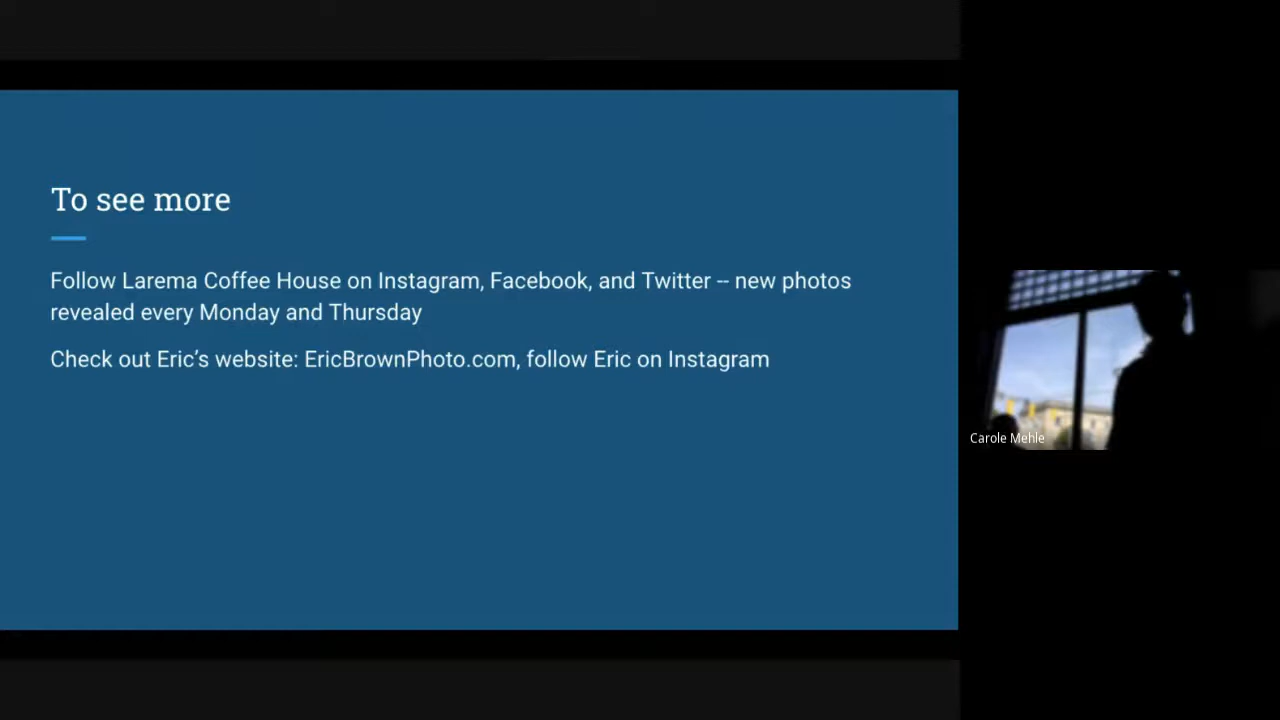 To see more
Follow Larema Coffee House on Instagram, Facebook, and Twitter -- new photos
revealed every Monday and Thursday
Check out Eric’s website: EricBrownPhoto.com, follow Eric on Instagram
Carole Mehle